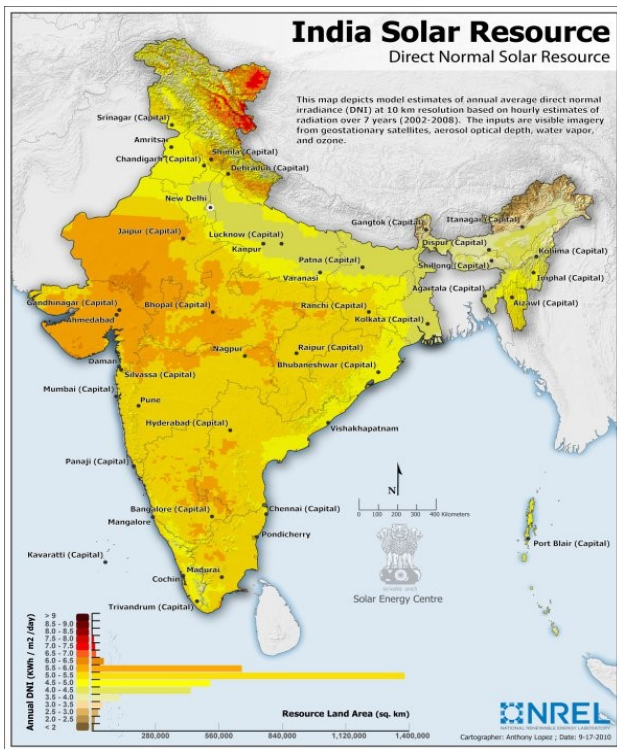 India Solar Resource
Direct Normal Solar Resource
This map depicts model estimates of annual average direct normal
irradiance (DNI) at 10 km resolution based on hourly estimates of
radiation over 7 years (2002-2008). The inputs are visible imagery
from geostationary satellites, aerosol optical depth, water vapor,
and ozone.
Srinagar (Capital)
Amritsar
Shimla (Capital)
Chandigarh (Capital)
Dehradun (Capital)
New Delhi
Gangtok (Capital)
Itanagar (Capital)
Jaipur (Capital)
Lucknow (Capital)
Kanpur
Dispur (Capital)
Kohima (Capital)
Patna (Capital)
Shillong (Capital)
Varanasi
Imphal (Capital)
Agartala (Capital)
Aizawl (Capital)
Gandhinagar (Capital)
Bhopal (Capital)
Ranchi (Capital)
Ahmedabad
Kolkata (Capital)
Nagpur
Raipur (Capital)
Daman
Bhubaneshwar (Capital)
Silvassa (Capital)
Mumbai (Capital)
Pune
Hyderabad (Capital)
Vishakhapatnam
Panaji (Capital)
N
Bangalore (Capital)
Chennai (Capital)
0 100 200 300 400 Kilometers
Mangalore
Pondicherry
Port Blair (Capital)
Kavaratti (Capital)
Cochin
Madurai
Solar Energy Centre
Trivandrum (Capital)
Annual DNI (KWh / m2 /day)
> 9
8.5 - 9.0
8.0 - 8.5
7.5 - 8.0
7.0 - 7.5
6.5 - 7.0
6.0 - 6.5
5.5 - 6.0
5.0 - 5.5
4.5 - 5.0
4.0 - 4.5
3.5 - 4.0
3.0 - 3.5
2.5 - 3.0
2.0 - 2.5
< 2
Resource Land Area (sq. km)
280,000 560,000 840,000 1,120,000 1,400,000
NREL
NATIONAL RENEWABLE ENERGY LABORATORY
Cartographer: Anthony Lopez ; Date: 9-17-2010